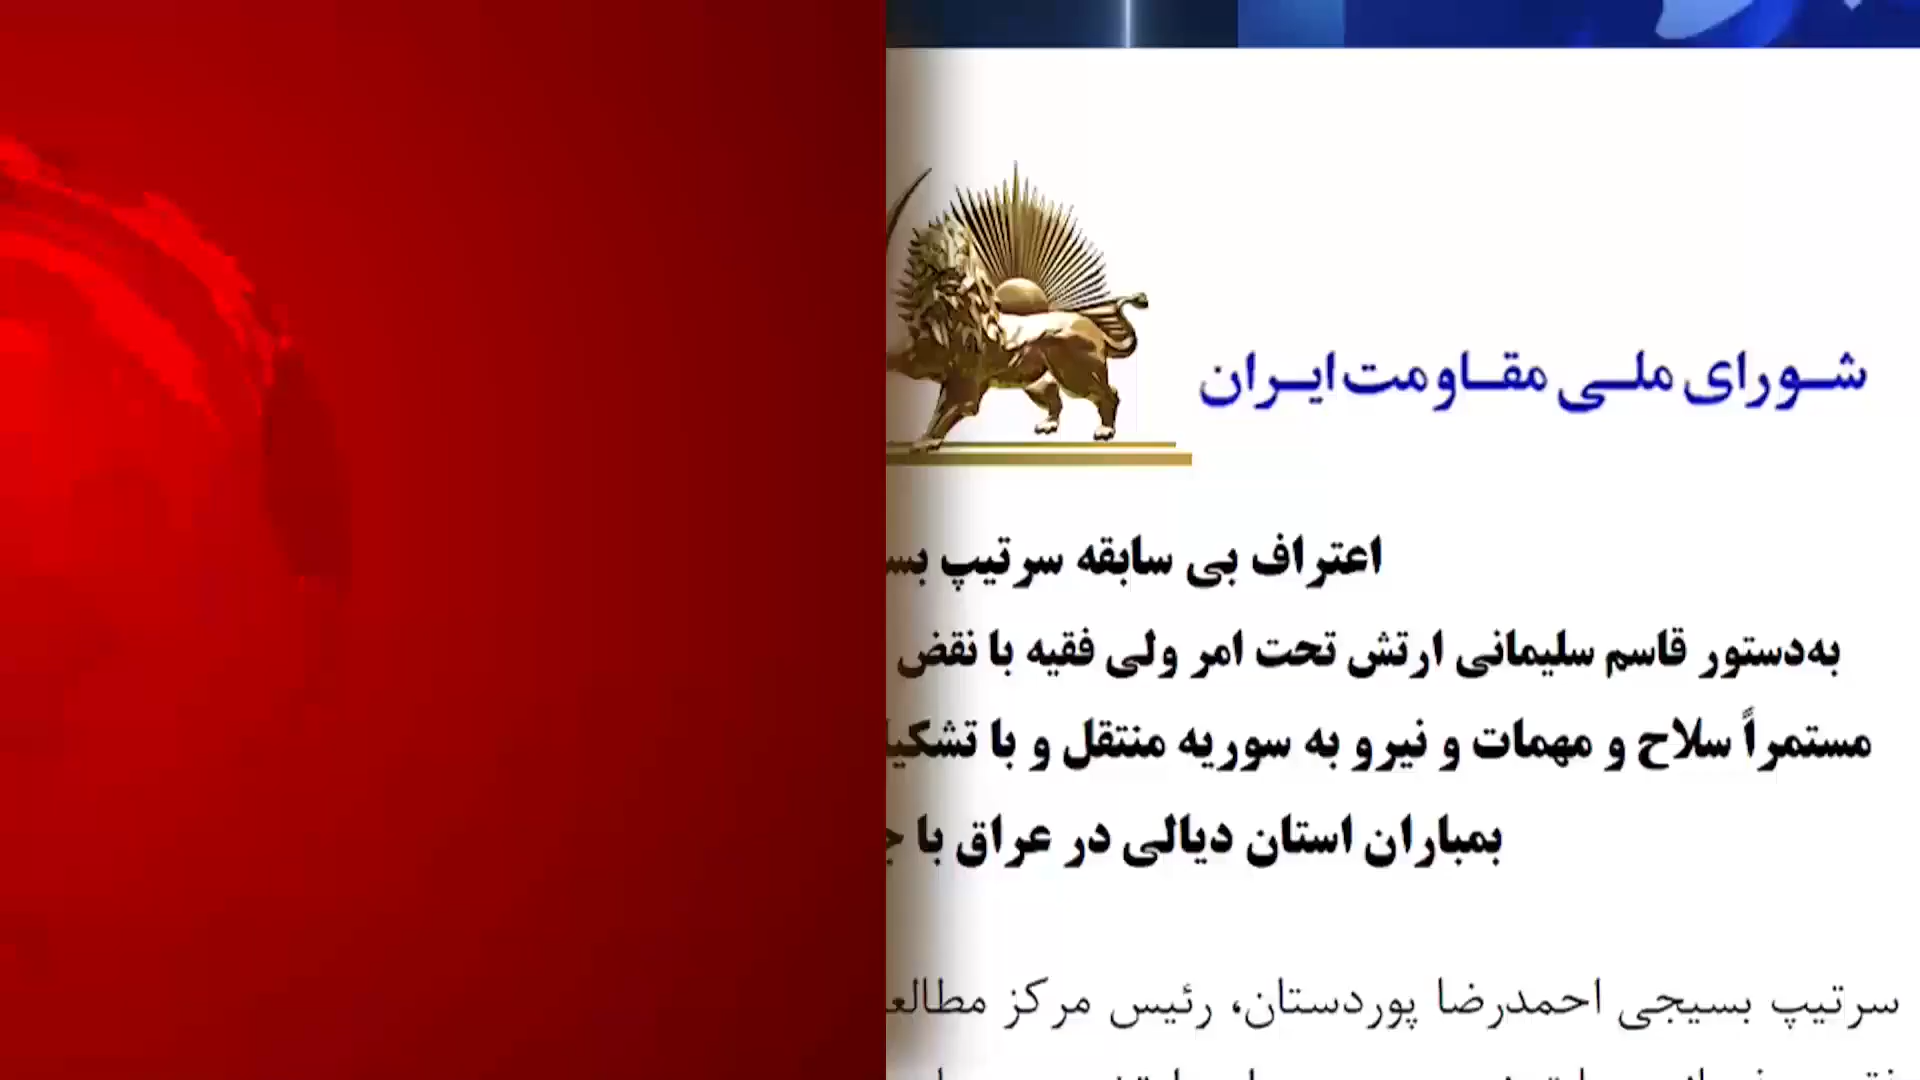 شورای ملی مقاومت ایران
اعتراف بی سابقه سرتیپ
به‌دستور قاسم سلیمانی ارتش تحت امر ولی فقیه با نقض
مستمراً سلاح و مهمات و نیرو به سوریه منتقل و با
بمباران استان دیالی در عراق با
سرتیپ بسیجی احمدرضا پوردستان، رئیس مرکز